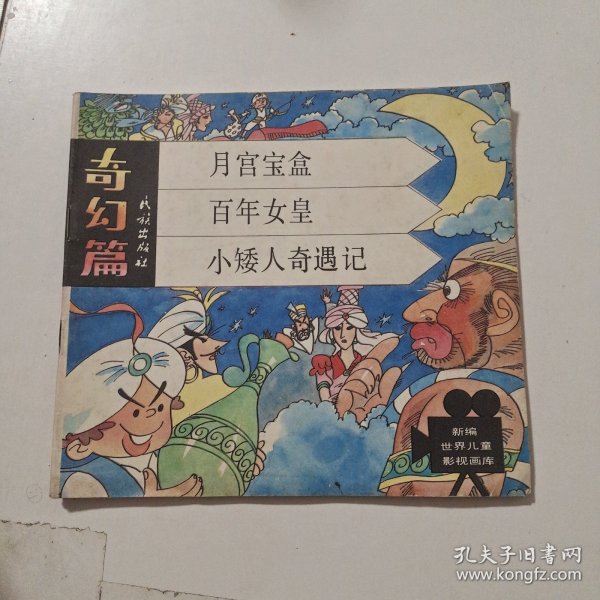 奇幻篇
民族出版社
月宫宝盒
百年女皇
小矮人奇遇记
新编
世界儿童
影视画库
孔夫子旧书网
www.kongfz.com